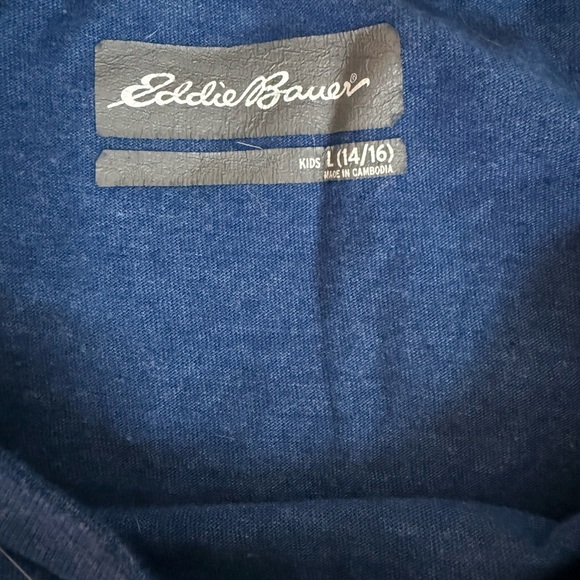 Eddie Bauer®
KIDS L (14/16)
MADE IN CAMBODIA